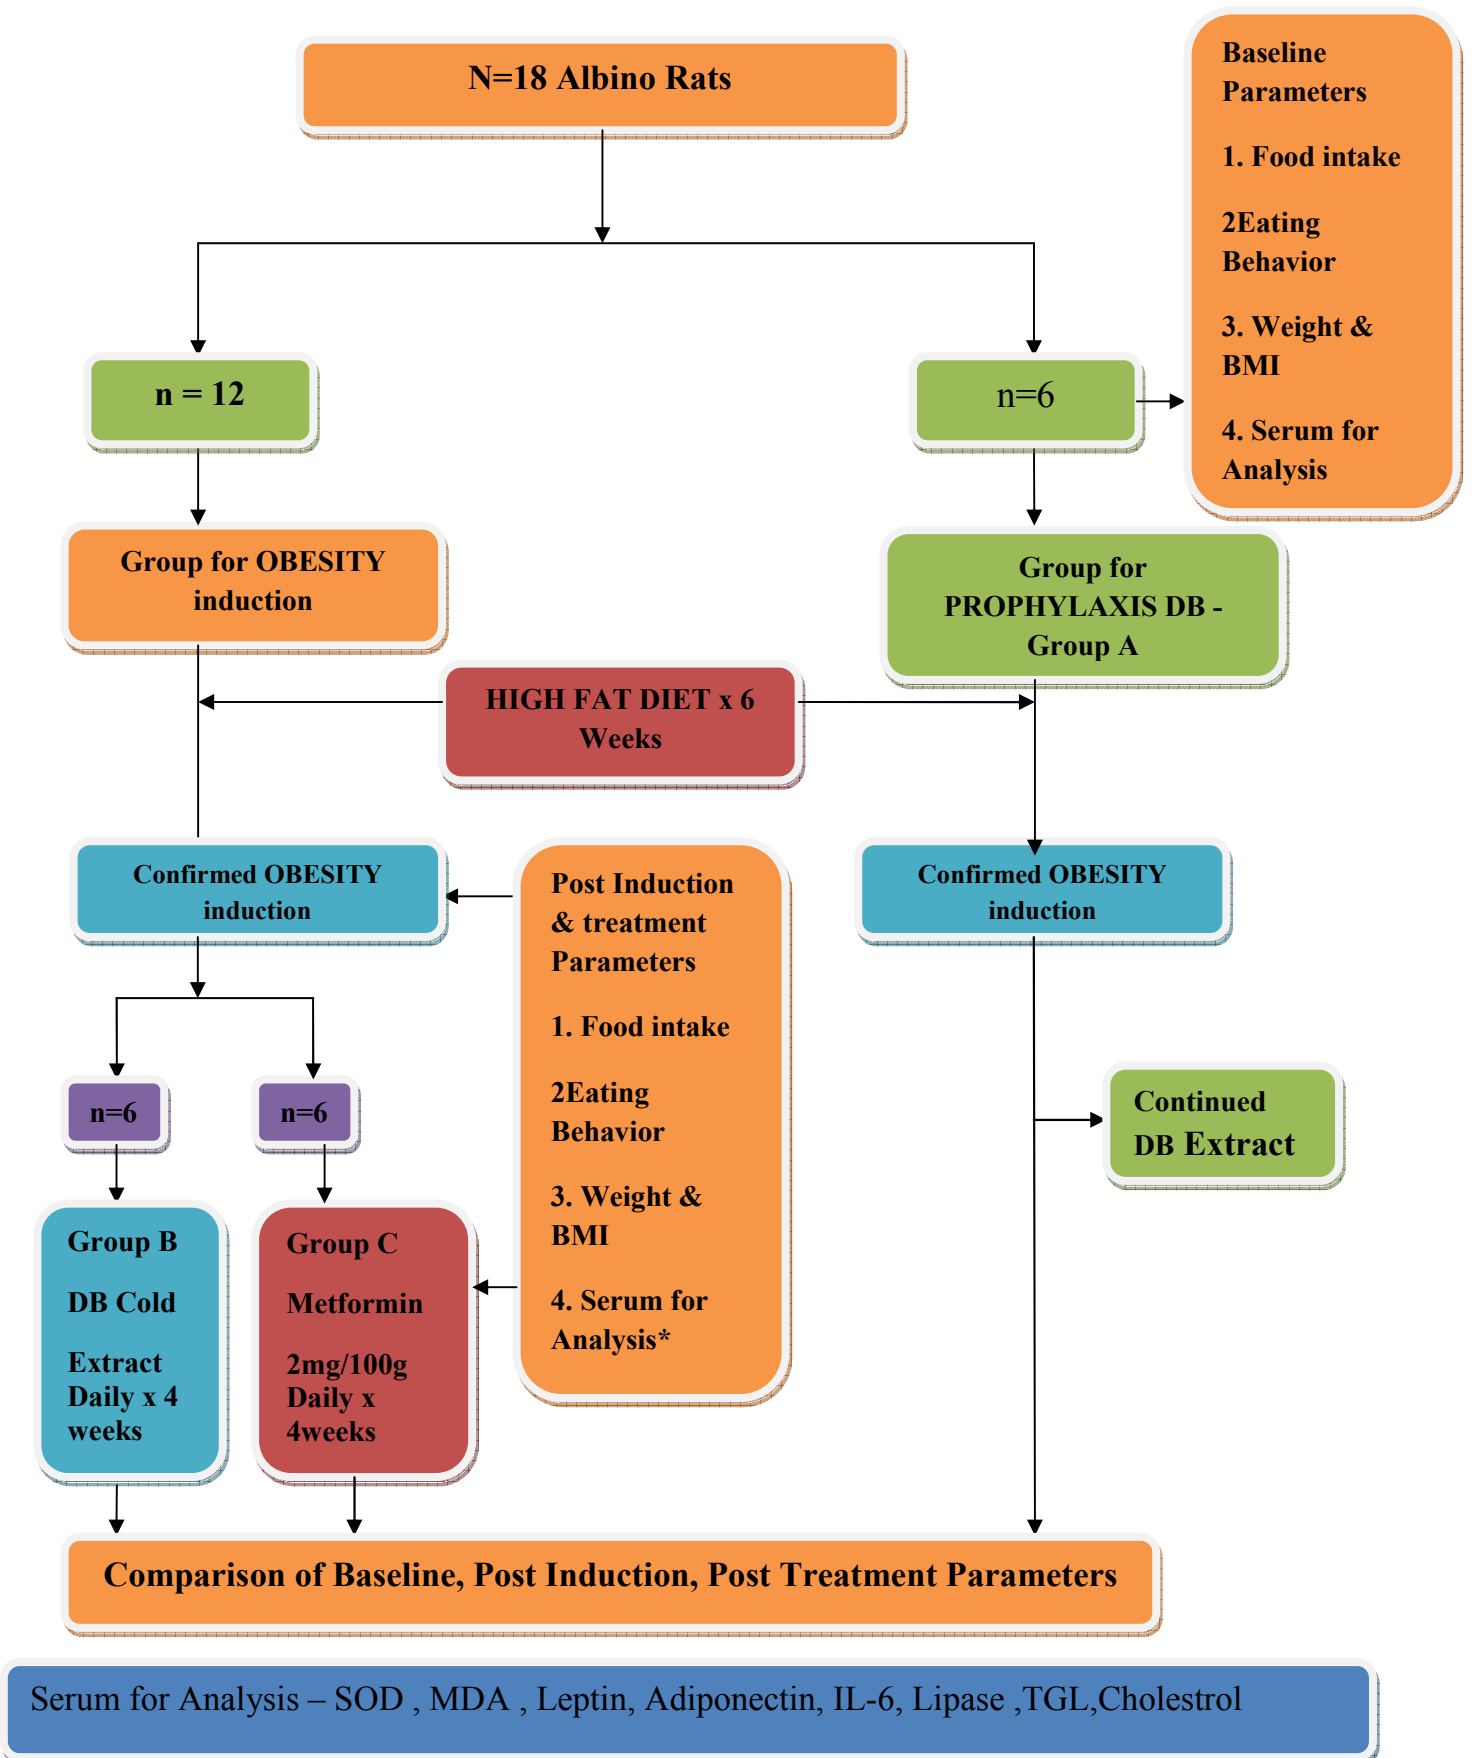 N=18 Albino Rats
Baseline
Parameters
1. Food intake
2Eating
Behavior
3. Weight &
BMI
4. Serum for
Analysis
n = 12
n=6
Group for OBESITY
induction
Group for
PROPHYLAXIS DB -
Group A
HIGH FAT DIET x 6
Weeks
Confirmed OBESITY
induction
Post Induction
& treatment
Parameters
1. Food intake
2Eating
Behavior
3. Weight &
BMI
4. Serum for
Analysis*
Confirmed OBESITY
induction
n=6
n=6
Continued
DB Extract
Group B
DB Cold
Extract
Daily x 4
weeks
Group C
Metformin
2mg/100g
Daily x
4weeks
Comparison of Baseline, Post Induction, Post Treatment Parameters
Serum for Analysis – SOD , MDA , Leptin, Adiponectin, IL-6, Lipase ,TGL,Cholestrol